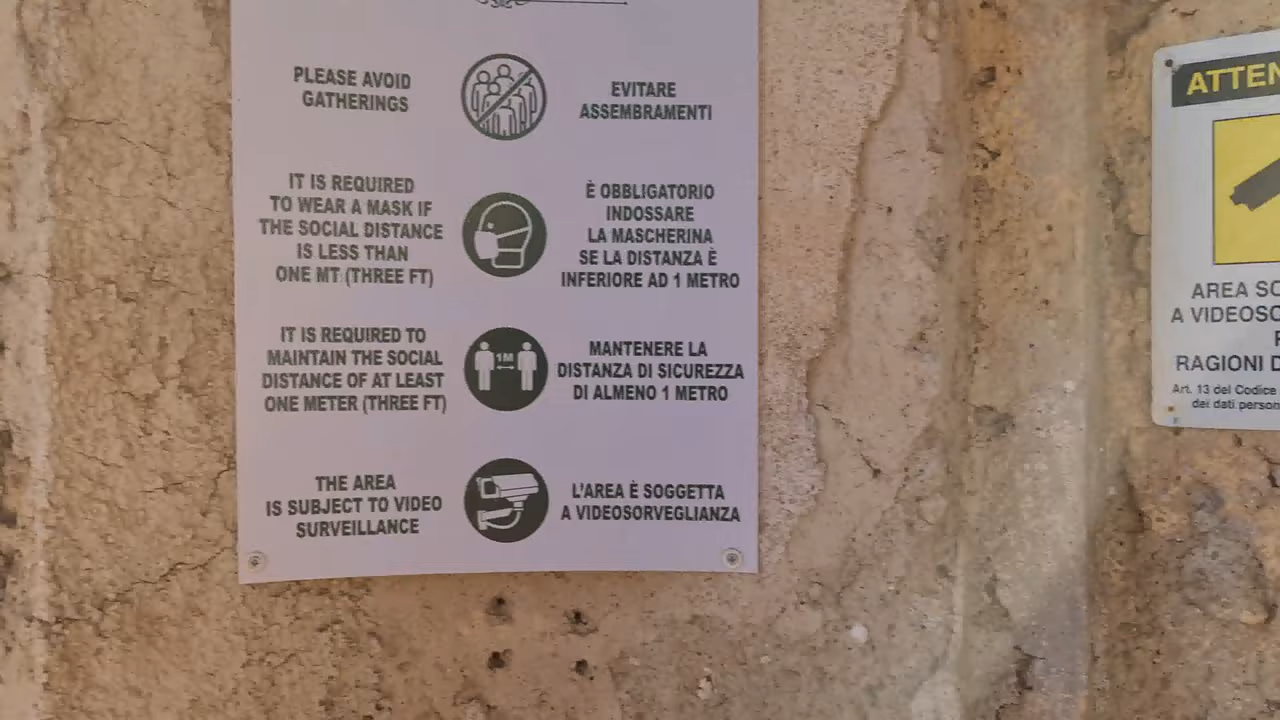 PLEASE AVOID
GATHERINGS
EVITARE
ASSEMBRAMENTI
IT IS REQUIRED
TO WEAR A MASK IF
THE SOCIAL DISTANCE
IS LESS THAN
ONE MT (THREE FT)
È OBBLIGATORIO
INDOSSARE
LA MASCHERINA
SE LA DISTANZA È
INFERIORE AD 1 METRO
IT IS REQUIRED TO
MAINTAIN THE SOCIAL
DISTANCE OF AT LEAST
ONE METER (THREE FT)
1M
MANTENERE LA
DISTANZA DI SICUREZZA
DI ALMENO 1 METRO
THE AREA
IS SUBJECT TO VIDEO
SURVEILLANCE
L'AREA È SOGGETTA
A VIDEOSORVEGLIANZA
ATTEN
AREA SO
A VIDEOSO
RAGIONI D
Art. 13 del Codice
dei dati person